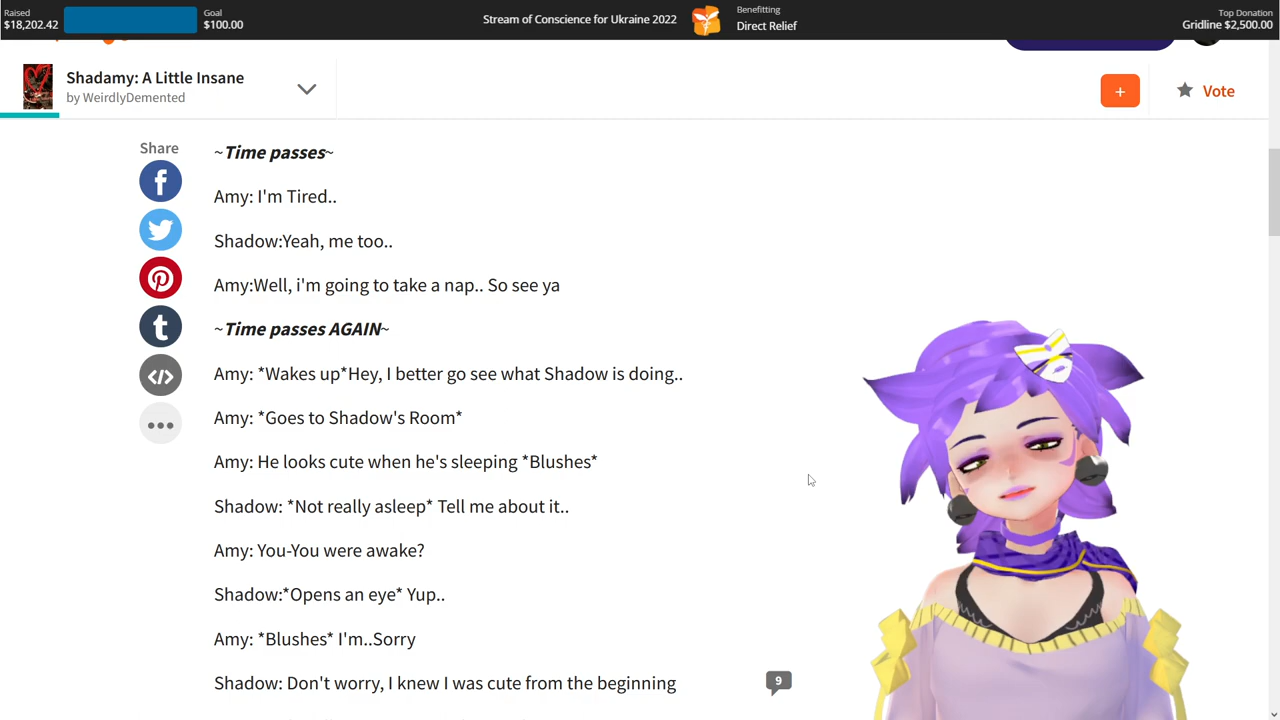 Raised
$18,202.42
Goal
$100.00
Stream of Conscience for Ukraine 2022
Benefitting
Direct Relief
Top Donation
Gridline $2,500.00
Shadamy: A Little Insane
by WeirdlyDemented
+
Vote
Share
~Time passes~
Amy: I'm Tired..
Shadow:Yeah, me too..
Amy:Well, i'm going to take a nap.. So see ya
~Time passes AGAIN~
Amy: *Wakes up*Hey, I better go see what Shadow is doing..
Amy: *Goes to Shadow's Room*
Amy: He looks cute when he's sleeping *Blushes*
Shadow: *Not really asleep* Tell me about it..
Amy: You-You were awake?
Shadow:*Opens an eye* Yup..
Amy: *Blushes* I'm..Sorry
Shadow: Don't worry, I knew I was cute from the beginning
9